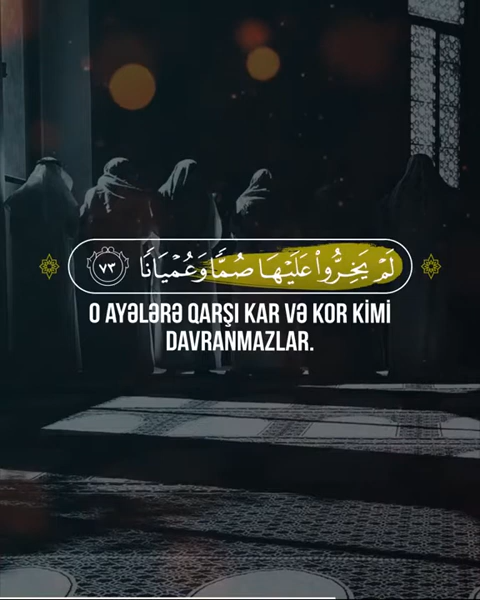 لَمْ يَخِرُّوا۟ عَلَيْهَا صُمًّا وَعُمْيَانًا ٧٣
O AYƏLƏRƏ QARŞI KAR VƏ KOR KİMİ
DAVRANMAZLAR.